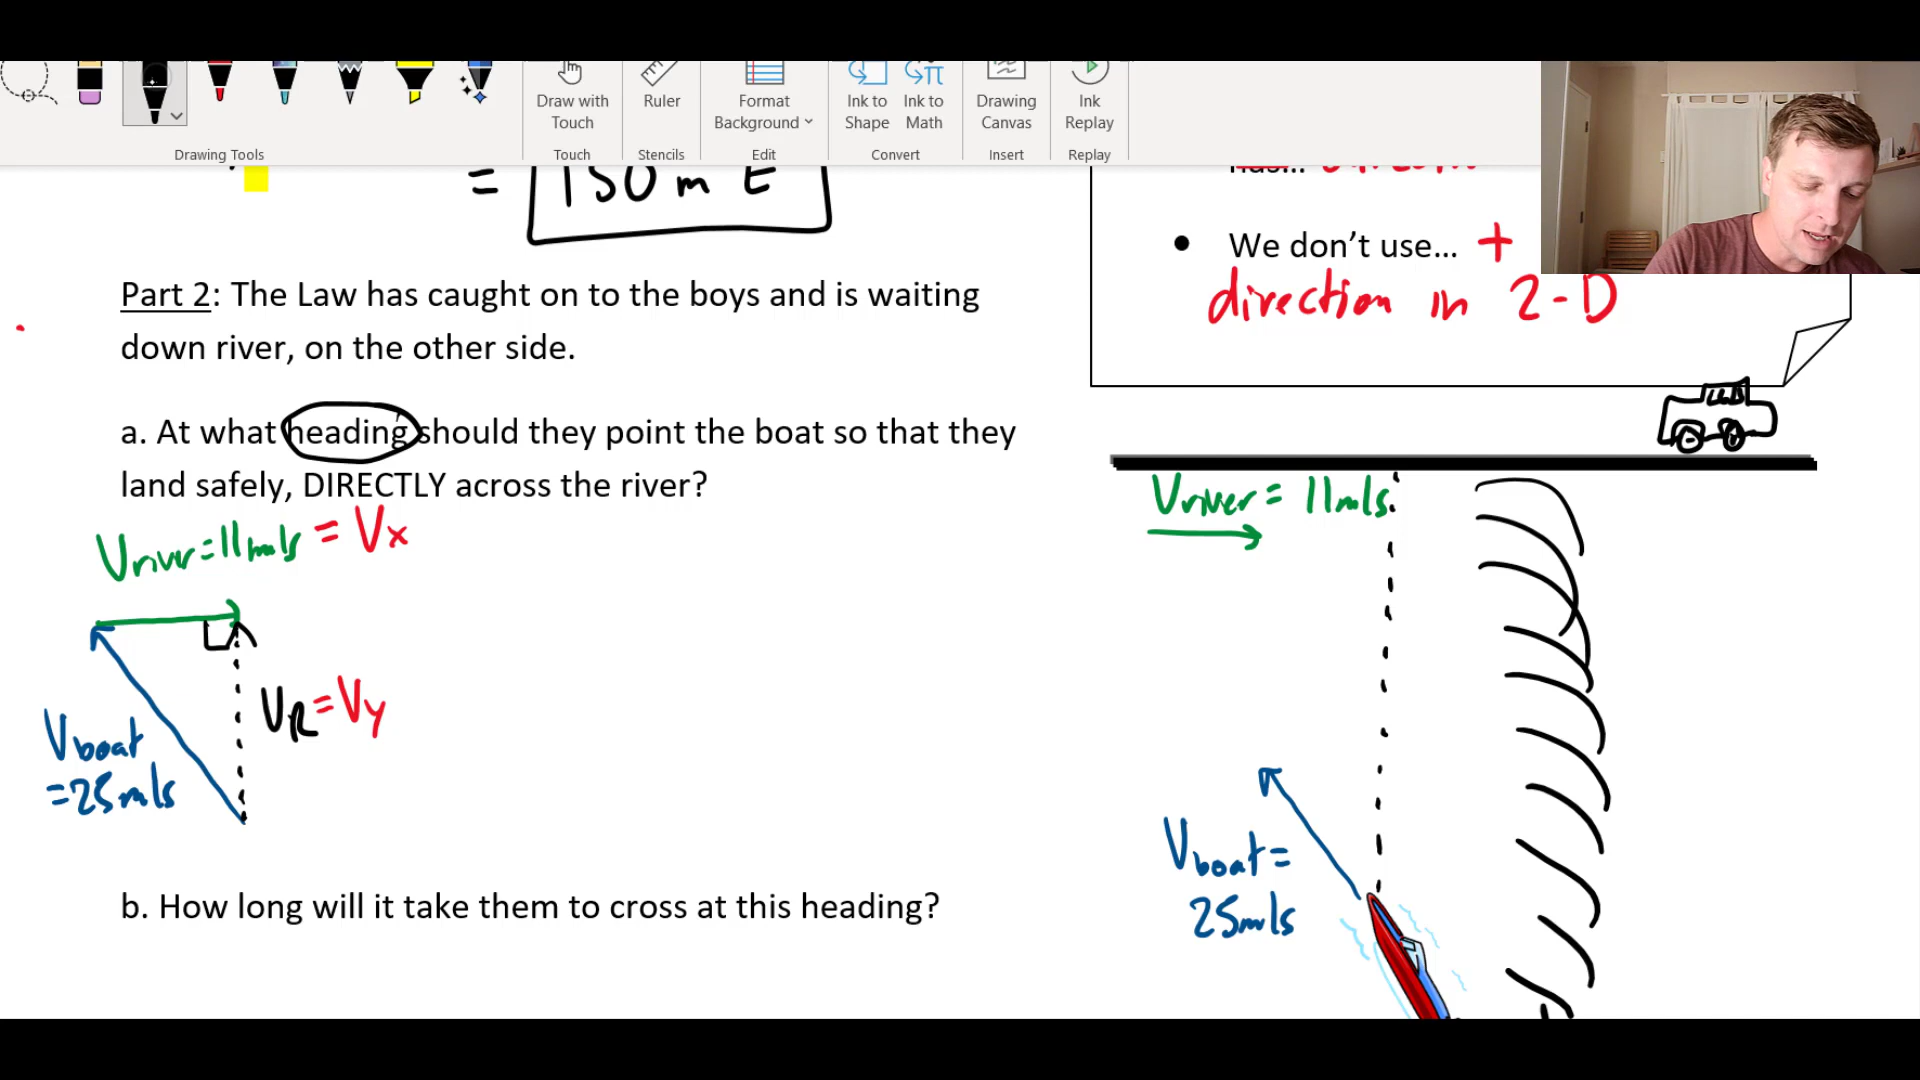 Draw with
Touch
Ruler
Format
Background
Ink to
Shape
Ink to
Math
Drawing
Canvas
Ink
Replay
Drawing Tools
Touch
Stencils
Edit
Convert
Insert
Replay
= 150 m E
• We don’t use... +
direction in 2-D
Part 2: The Law has caught on to the boys and is waiting
down river, on the other side.
a. At what heading should they point the boat so that they
land safely, DIRECTLY across the river?
Vriver = 11 m/s = Vx
VR = Vy
Vboat
= 25 m/s
b. How long will it take them to cross at this heading?
Vriver = 11 m/s
Vboat =
25 m/s